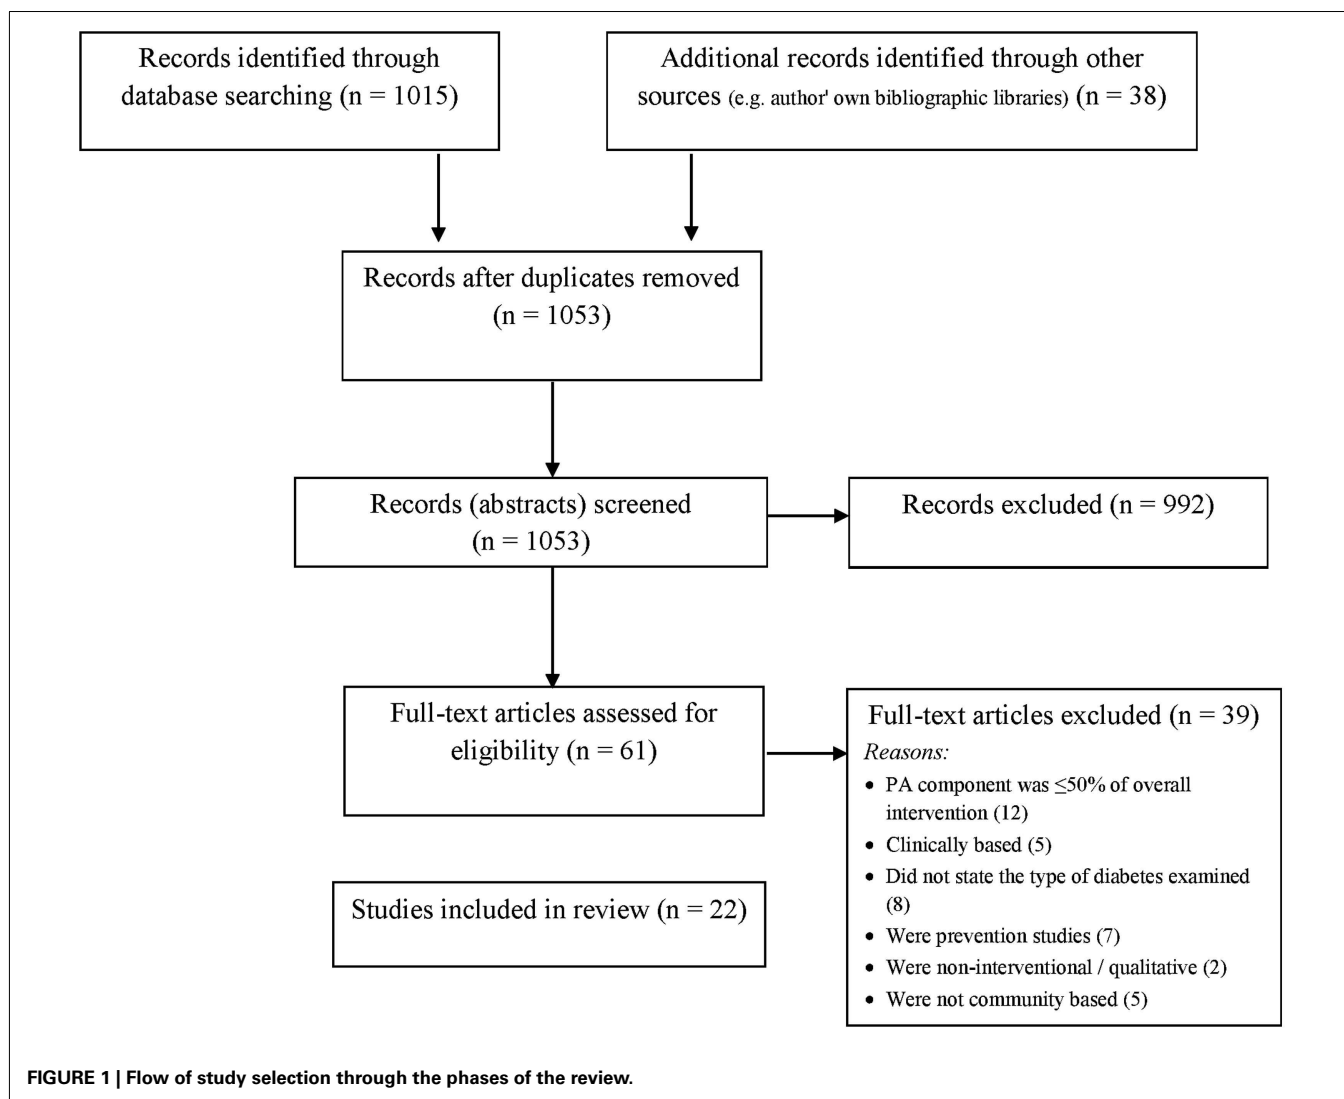 Records identified through
database searching (n = 1015)
Additional records identified through other
sources (e.g. author' own bibliographic libraries) (n = 38)
Records after duplicates removed
(n = 1053)
Records (abstracts) screened
(n = 1053)
Records excluded (n = 992)
Full-text articles assessed for
eligibility (n = 61)
Full-text articles excluded (n = 39)
Reasons:
• PA component was ≤50% of overall
intervention (12)
• Clinically based (5)
• Did not state the type of diabetes examined
(8)
• Were prevention studies (7)
• Were non-interventional / qualitative (2)
• Were not community based (5)
Studies included in review (n = 22)
FIGURE 1 | Flow of study selection through the phases of the review.